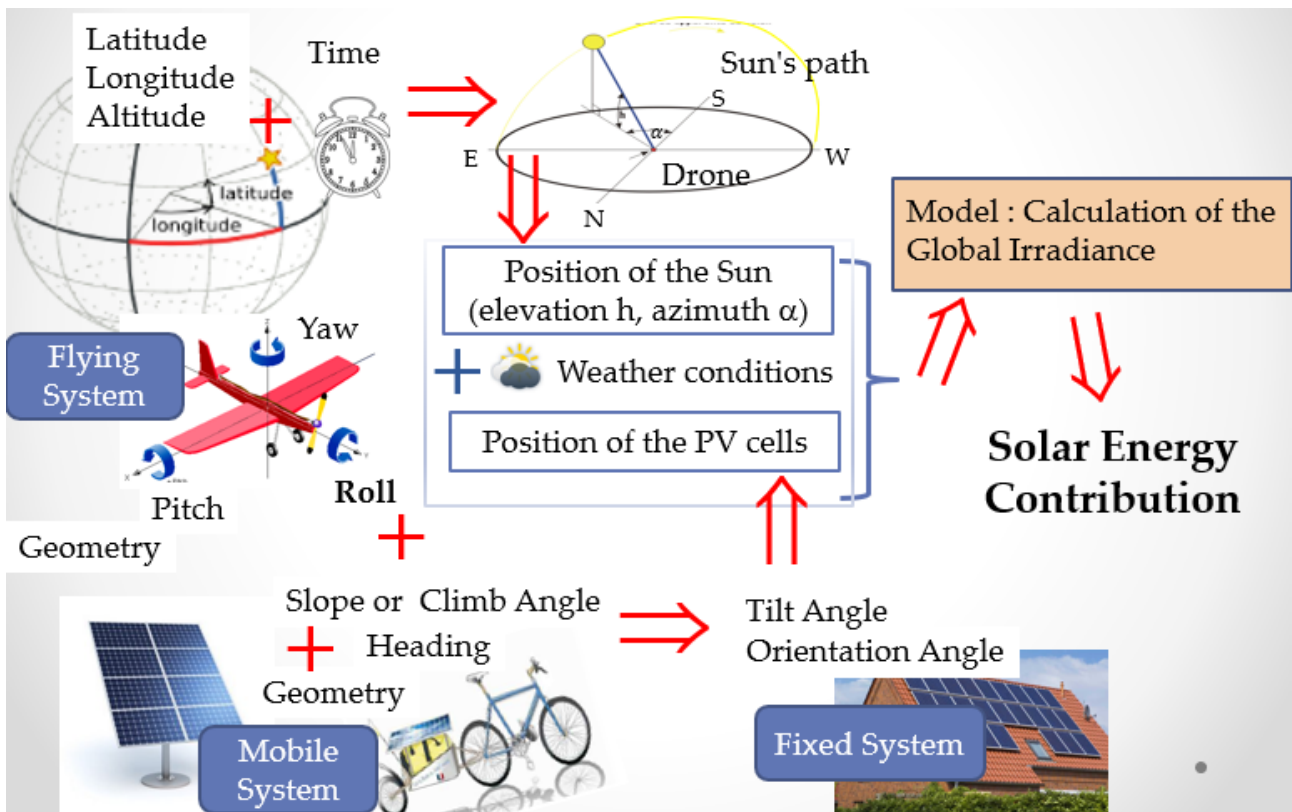 Latitude
Longitude
Altitude
Time
Sun's path
S
h
α
E
W
Drone
N
latitude
longitude
Model : Calculation of the
Global Irradiance
Position of the Sun
(elevation h, azimuth α)
Weather conditions
Position of the PV cells
Flying
System
Yaw
Z
X
Y
Pitch
Roll
Geometry
Solar Energy
Contribution
Slope or Climb Angle
Heading
Geometry
Tilt Angle
Orientation Angle
Mobile
System
Fixed System